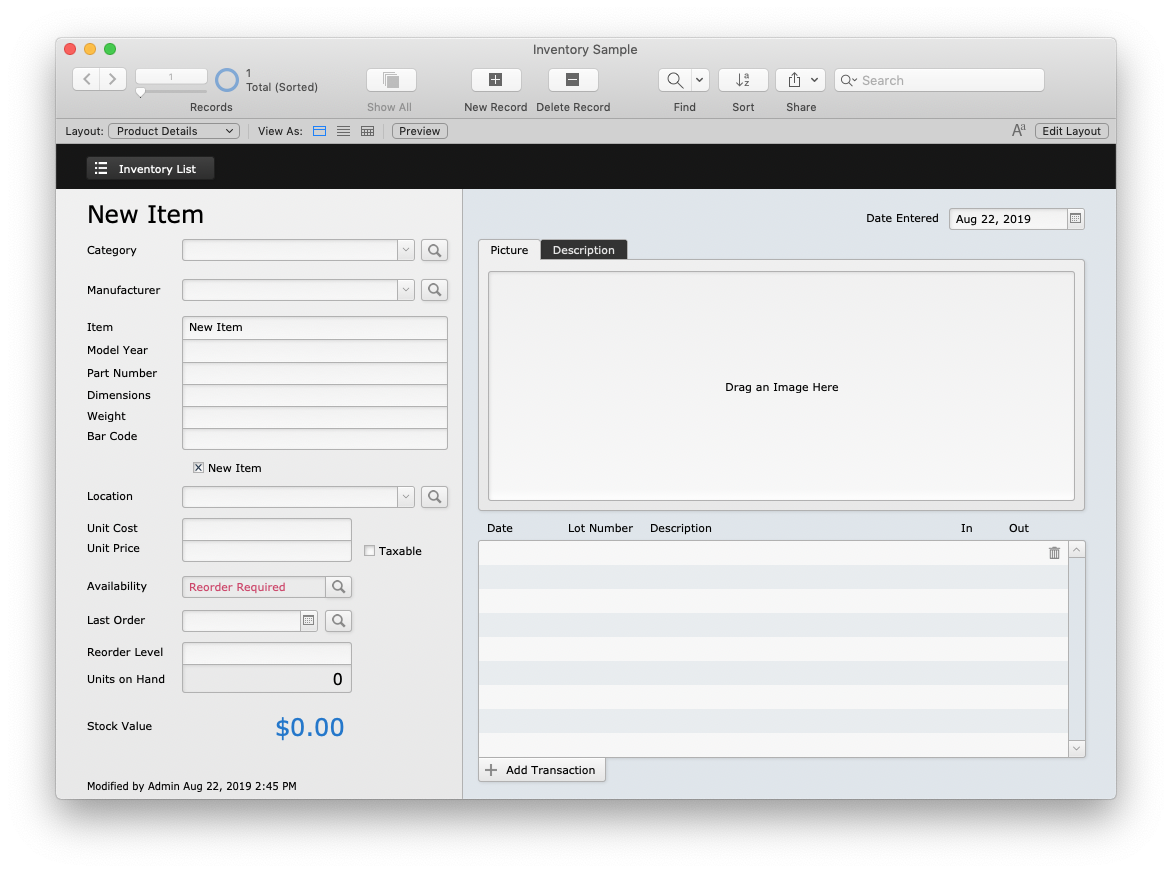 Inventory Sample
1
1
Total (Sorted)
Records
Show All
New Record
Delete Record
Find
Sort
Share
Search
Layout: Product Details
View As:
Preview
Aa
Edit Layout
Inventory List
New Item
Category
Manufacturer
Item New Item
Model Year
Part Number
Dimensions
Weight
Bar Code
New Item
Location
Unit Cost
Unit Price
Taxable
Availability Reorder Required
Last Order
Reorder Level
Units on Hand 0
Stock Value $0.00
Modified by Admin Aug 22, 2019 2:45 PM
Date Entered Aug 22, 2019
Picture Description
Drag an Image Here
Date Lot Number Description In Out
Add Transaction